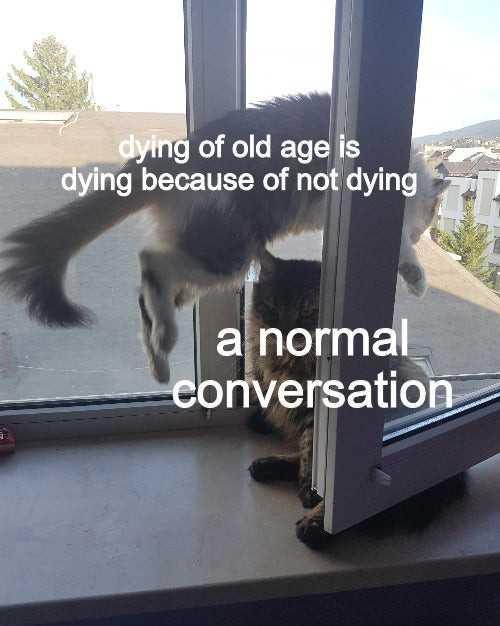 dying of old age is
dying because of not dying
a normal
conversation